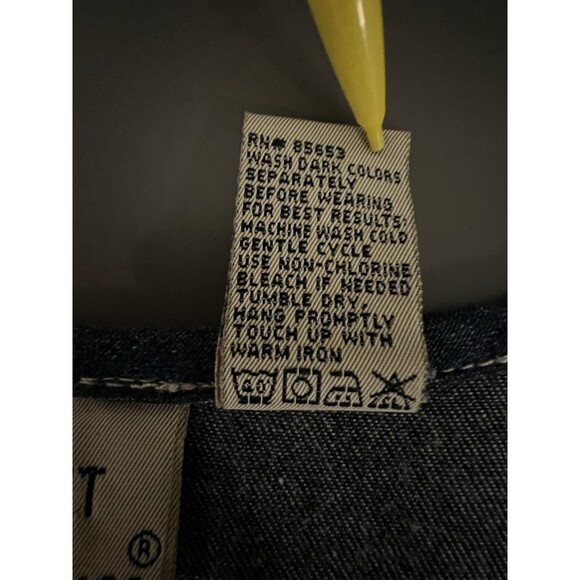 RN# 85653
WASH DARK COLORS
SEPARATELY
BEFORE WEARING
FOR BEST RESULTS:
MACHINE WASH COLD
GENTLE CYCLE
USE NON-CHLORINE
BLEACH IF NEEDED
TUMBLE DRY,
HANG PROMPTLY
TOUCH UP WITH
WARM IRON
40
T
®